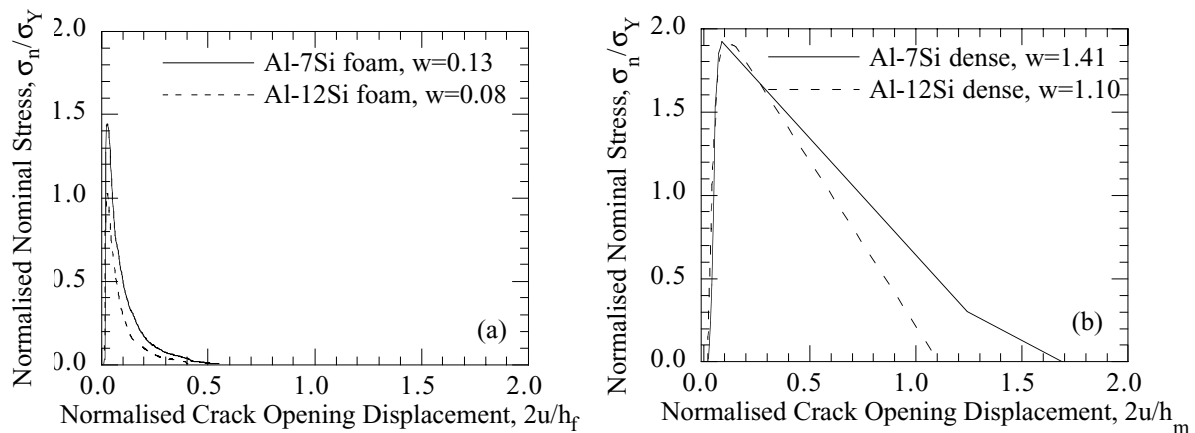 Normalised Nominal Stress, σn/σY
2.0
1.5
1.0
0.5
0.0
Al-7Si foam, w=0.13
Al-12Si foam, w=0.08
(a)
0.0 0.5 1.0 1.5 2.0
Normalised Crack Opening Displacement, 2u/hf
Normalised Nominal Stress, σn/σY
2.0
1.5
1.0
0.5
0.0
Al-7Si dense, w=1.41
Al-12Si dense, w=1.10
(b)
0.0 0.5 1.0 1.5 2.0
Normalised Crack Opening Displacement, 2u/hm